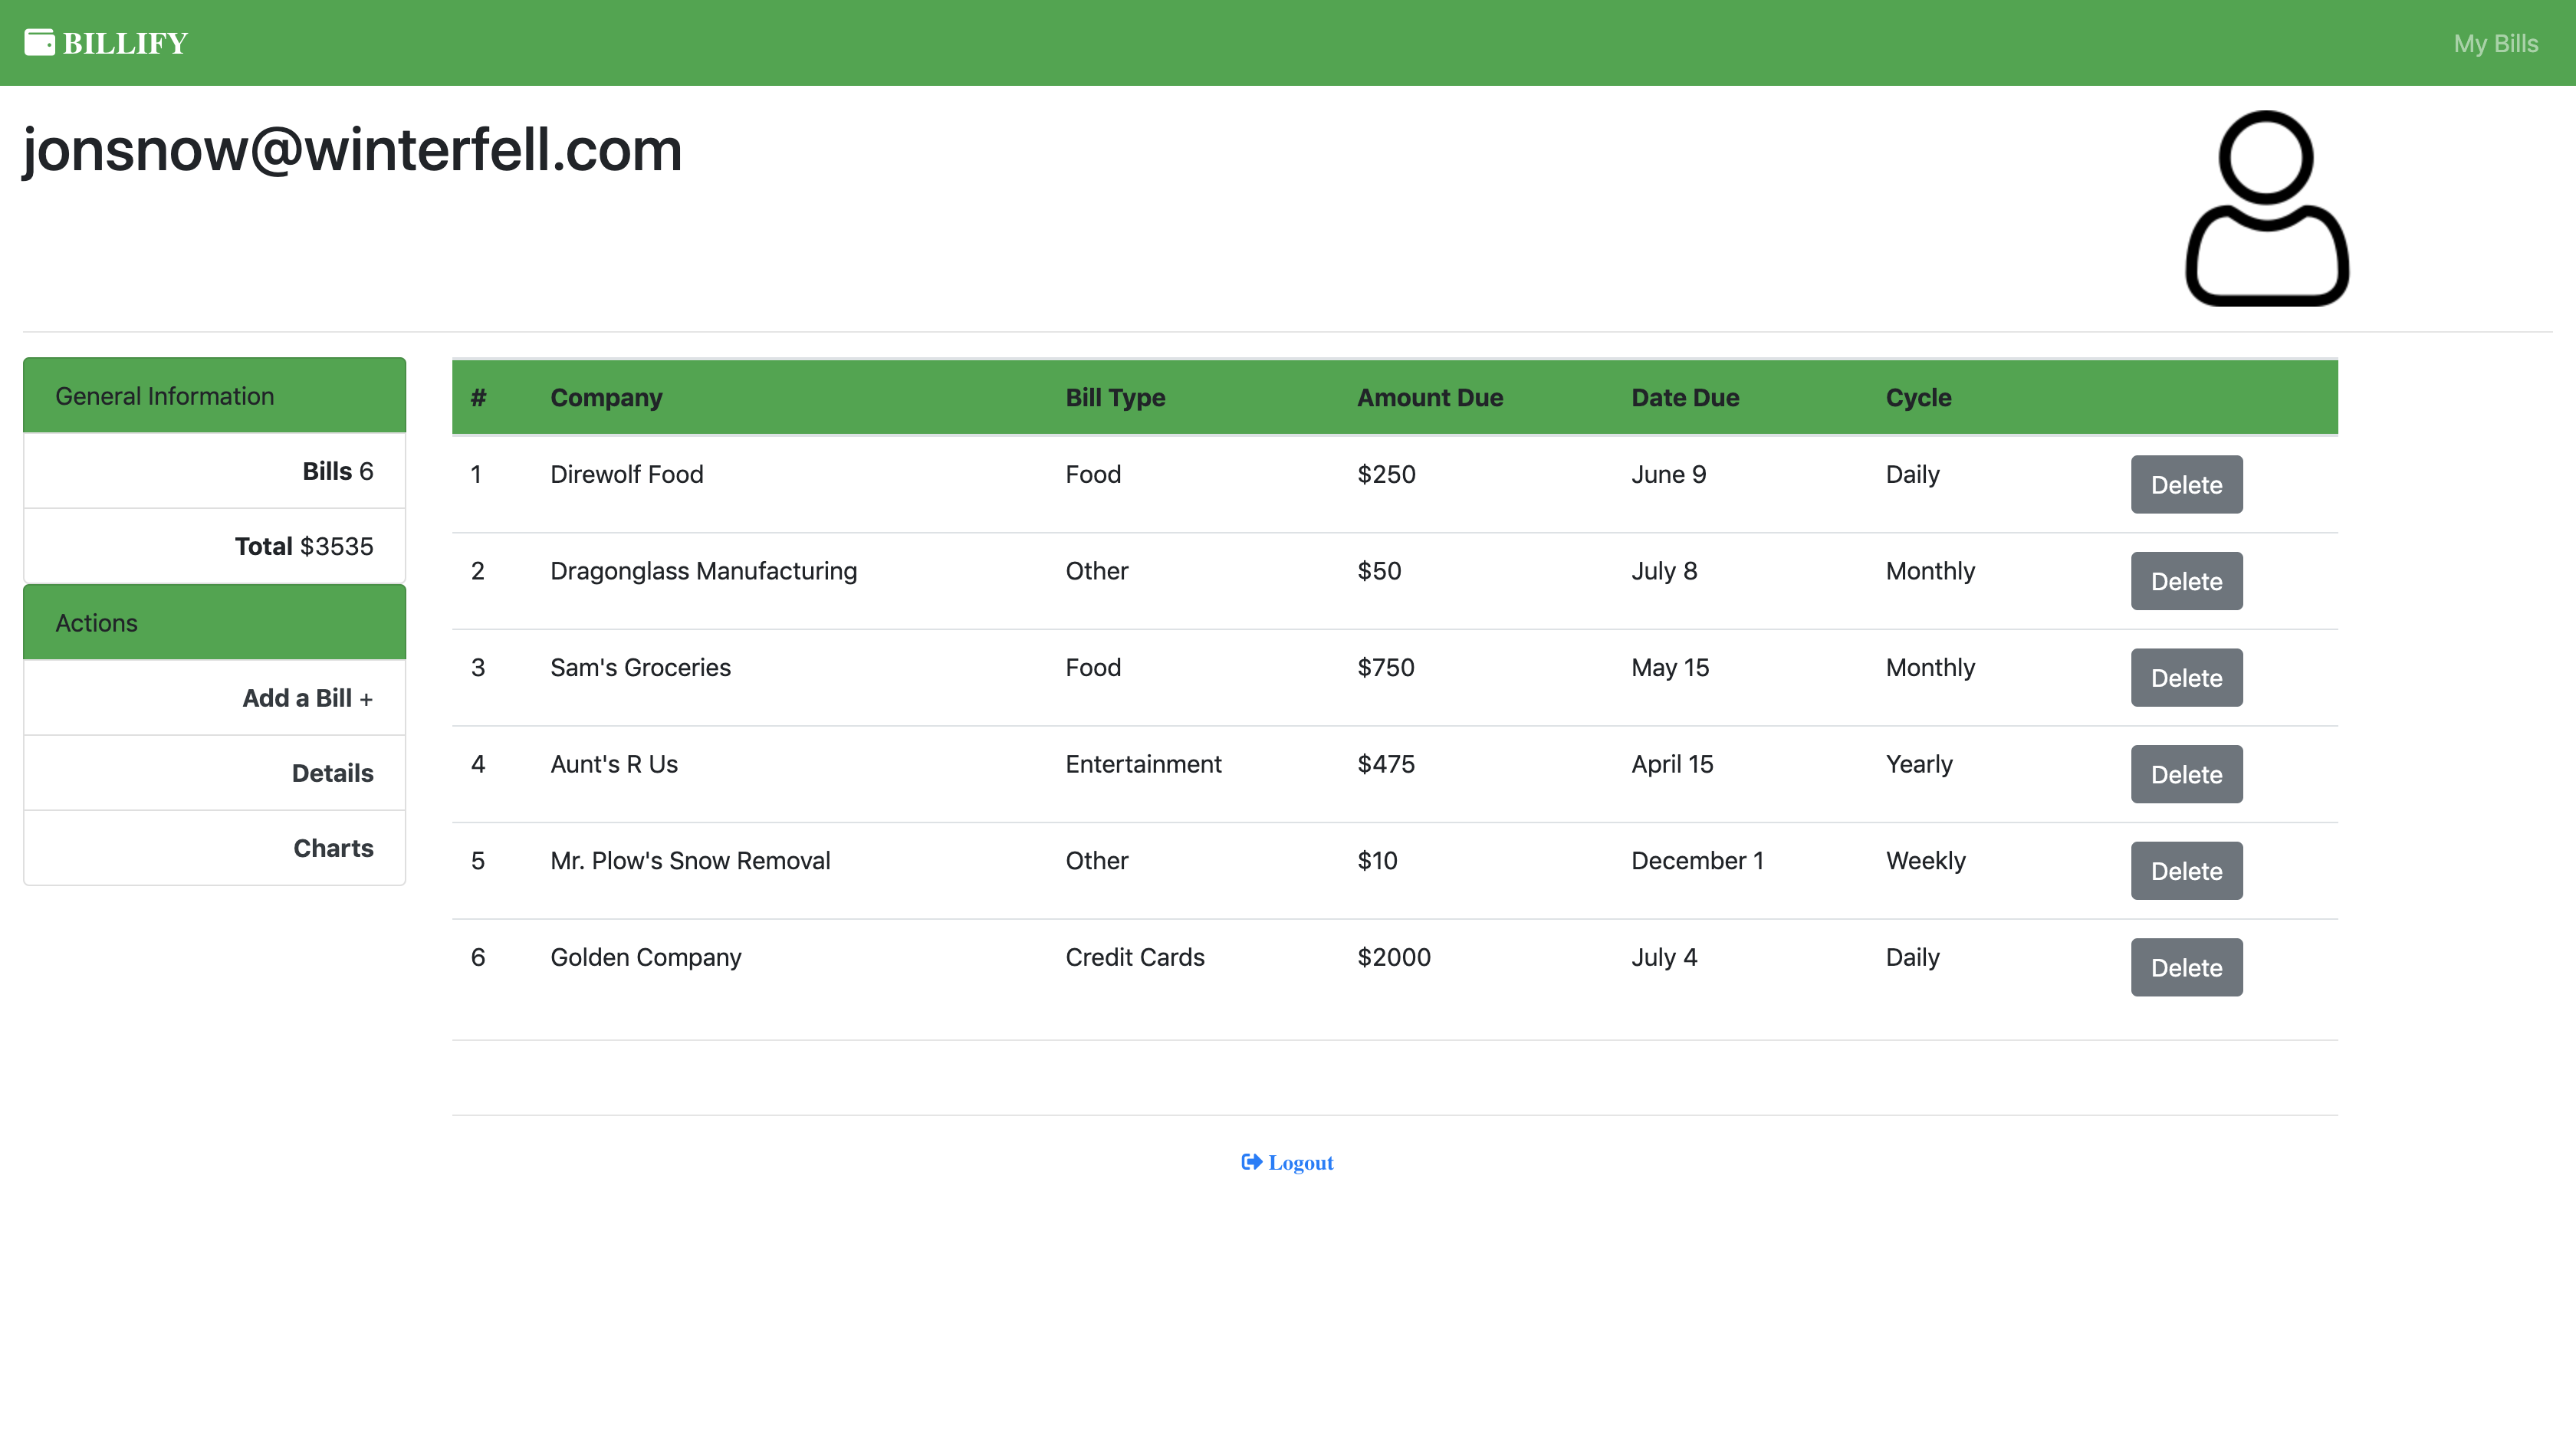 BILLIFY
My Bills
jonsnow@winterfell.com
General Information
Bills 6
Total $3535
Actions
Add a Bill +
Details
Charts
# Company Bill Type Amount Due Date Due Cycle
1 Direwolf Food Food $250 June 9 Daily Delete
2 Dragonglass Manufacturing Other $50 July 8 Monthly Delete
3 Sam's Groceries Food $750 May 15 Monthly Delete
4 Aunt's R Us Entertainment $475 April 15 Yearly Delete
5 Mr. Plow's Snow Removal Other $10 December 1 Weekly Delete
6 Golden Company Credit Cards $2000 July 4 Daily Delete
Logout